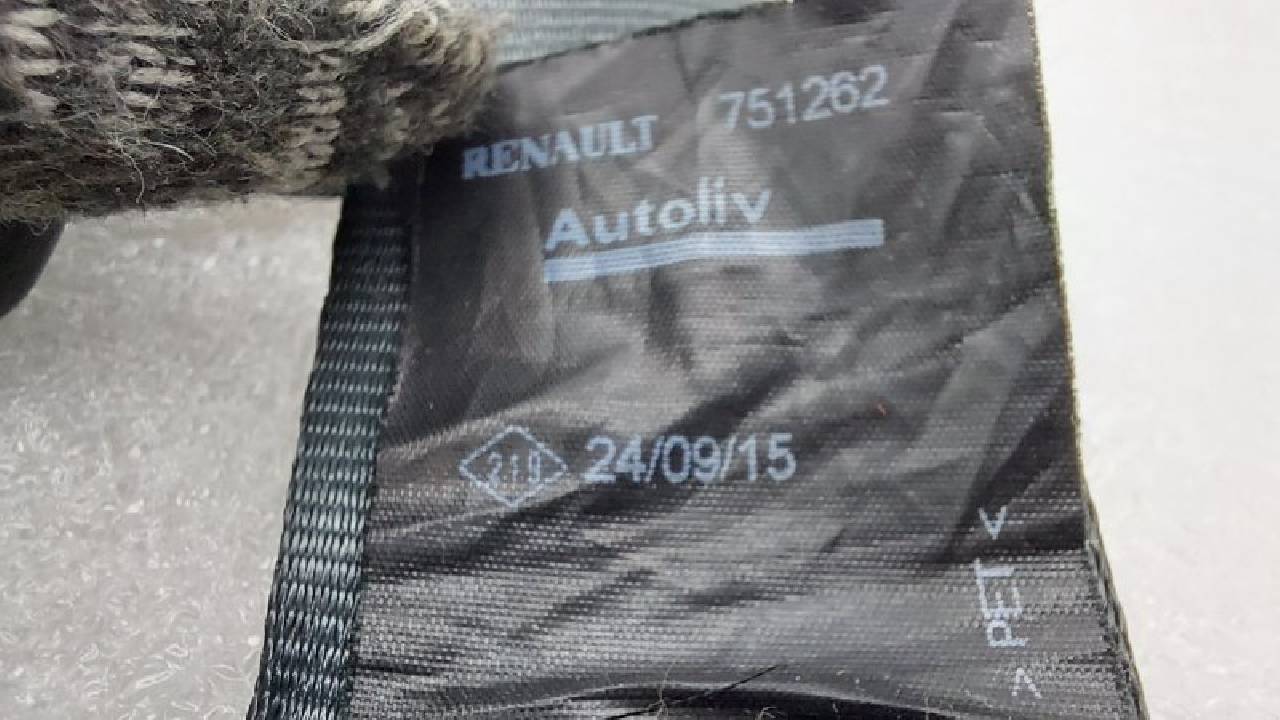 RENAULT 751262
Autoliv
24/09/15
>PET<